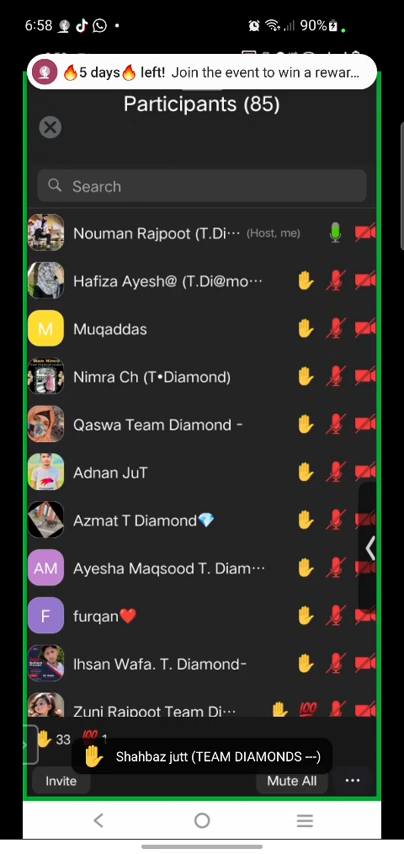 6:58 90%
🔥5 days🔥 left! Join the event to win a rewar...
Participants (85)
Search
Nouman Rajpoot (T.Di··· (Host, me)
Hafiza Ayesh@ (T.Di@mo···
M Muqaddas
Nimra Ch (T•Diamond)
Qaswa Team Diamond -
Adnan JuT
Azmat T Diamond💎
AM Ayesha Maqsood T. Diam···
F furqan❤️
Ihsan Wafa. T. Diamond-
Zuni Rajpoot Team Di··· 💯
✋ 33 💯 1
✋ Shahbaz jutt (TEAM DIAMONDS ---)
Invite Mute All ···